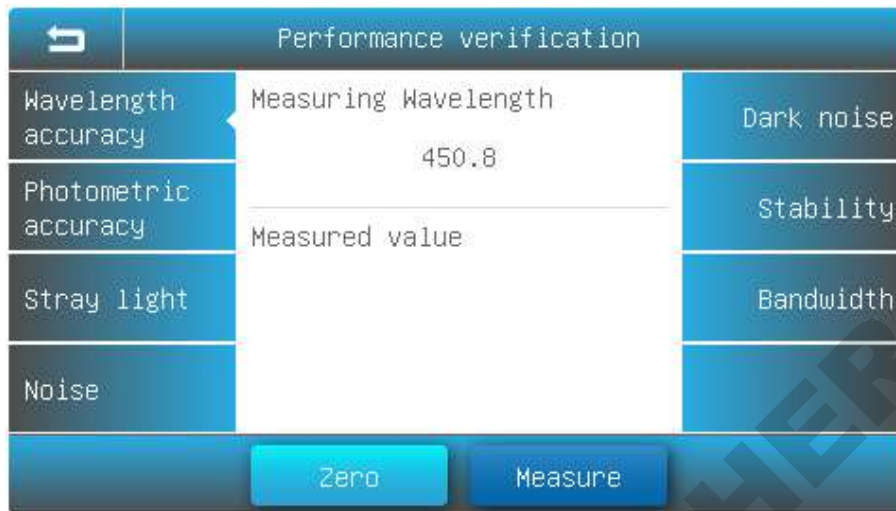 Performance verification
Wavelength
accuracy
Photometric
accuracy
Stray light
Noise
Measuring Wavelength
450.8
Measured value
Dark noise
Stability
Bandwidth
Zero
Measure